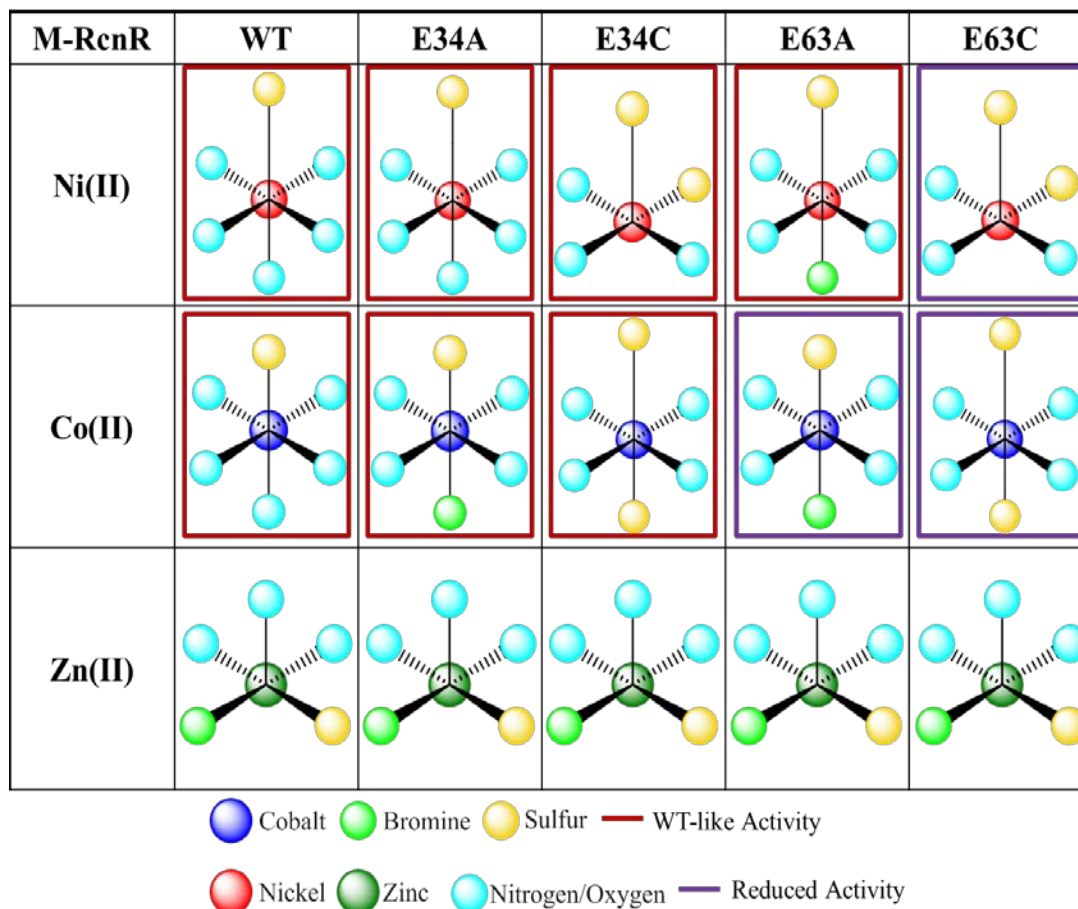 M-RcnR WT E34A E34C E63A E63C
Ni(II)
Co(II)
Zn(II)
Cobalt Bromine Sulfur WT-like Activity
Nickel Zinc Nitrogen/Oxygen Reduced Activity